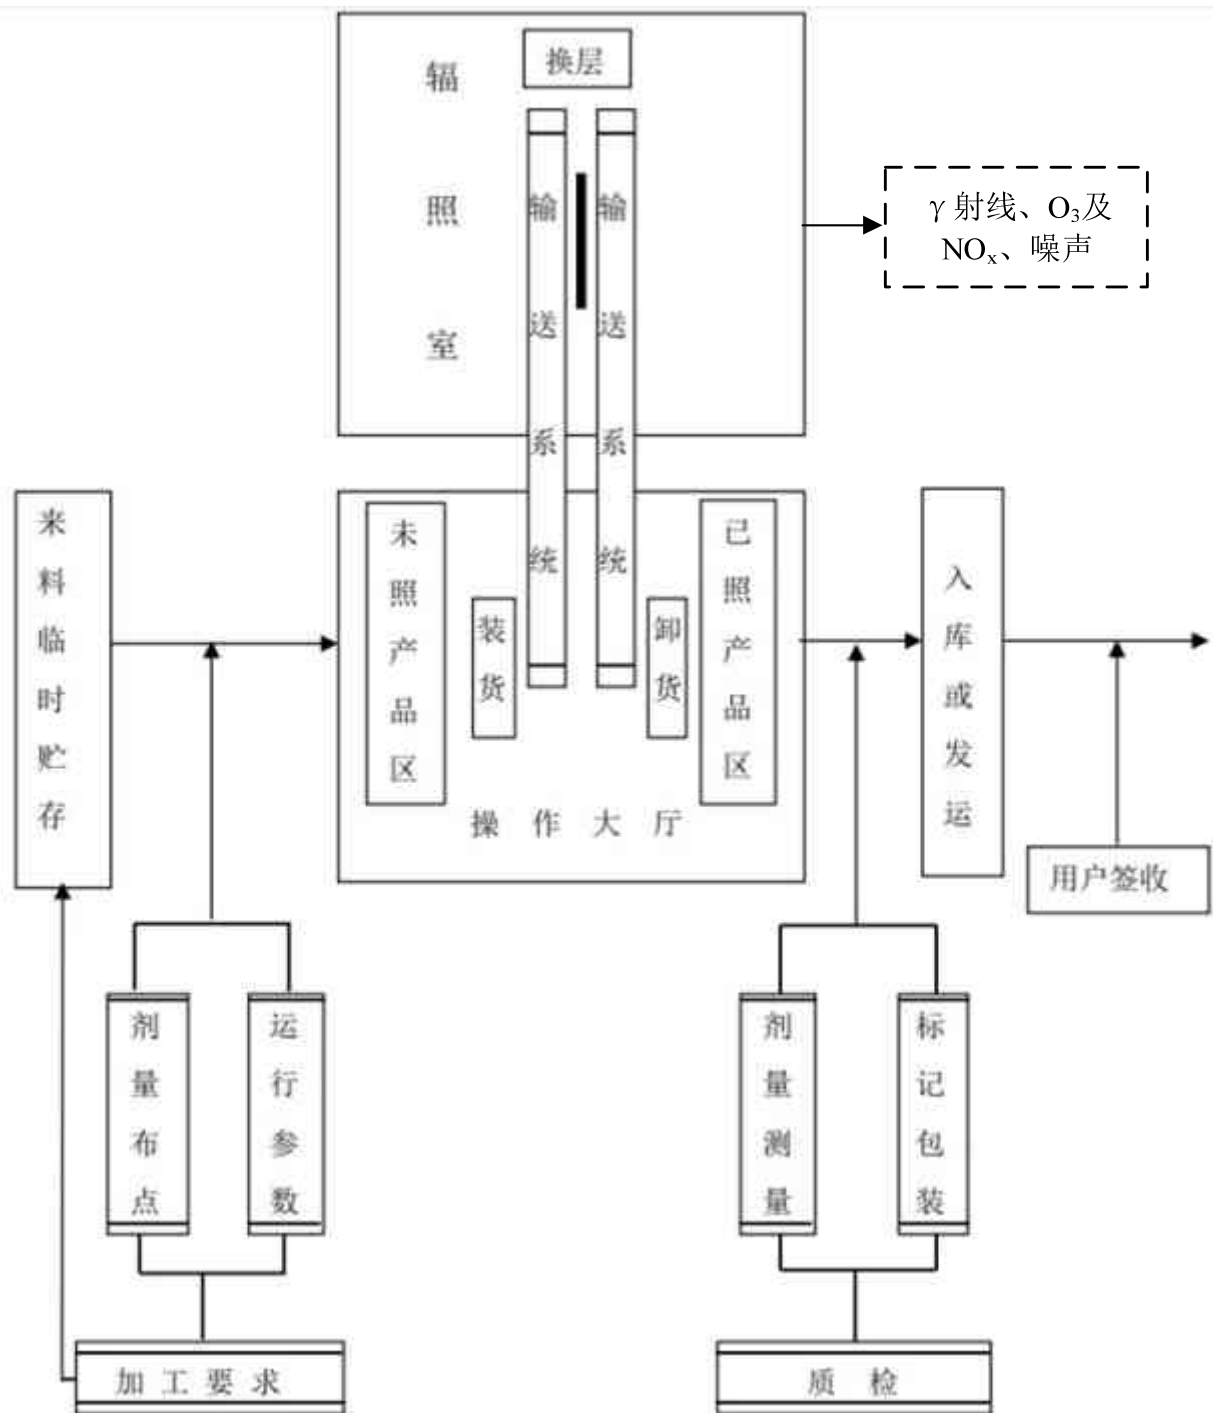 换层
辐照室
输送系统
输送系统
γ 射线、O₃及
NOₓ、噪声
来料临时贮存
未照产品区
装货
卸货
已照产品区
操作大厅
入库或发运
用户签收
剂量布点
运行参数
剂量测量
标记包装
加工要求
质检